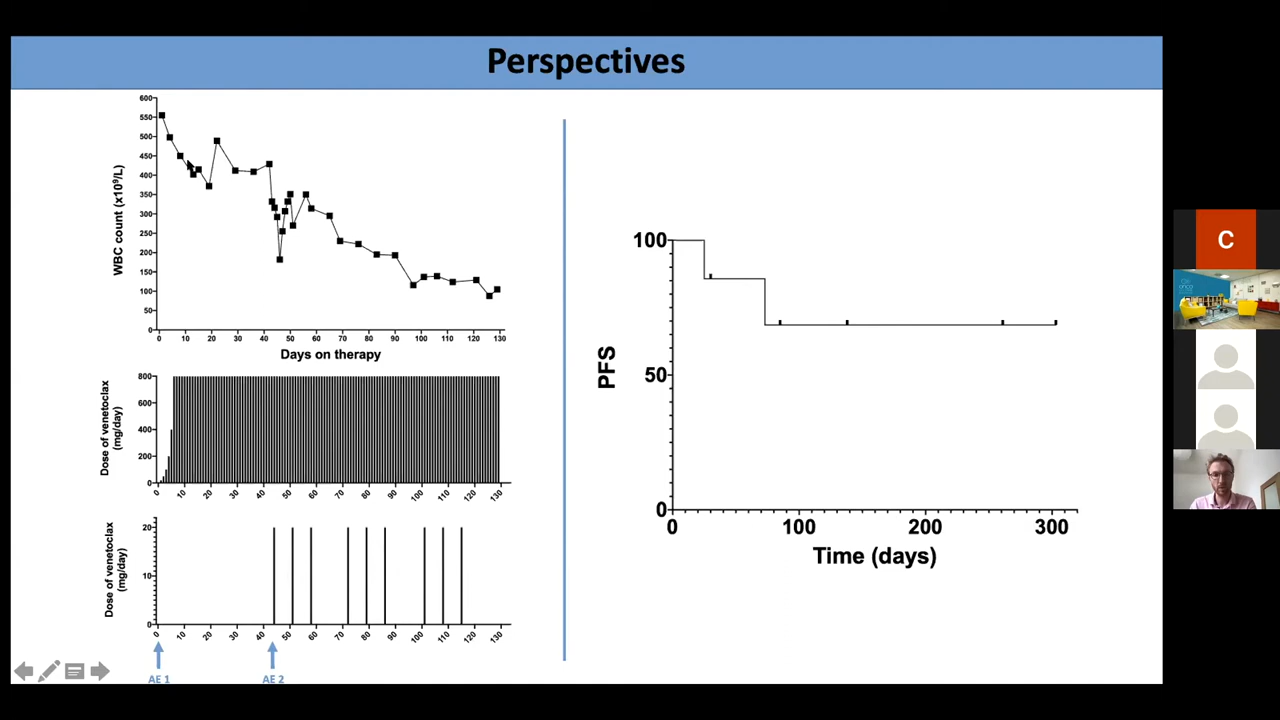 Perspectives
600
550
500
450
400
350
300
250
200
150
100
50
0
WBC count (x10⁹/L)
0 10 20 30 40 50 60 70 80 90 100 110 120 130
Days on therapy
800
600
400
200
0
Dose of venetoclax
(mg/day)
0 10 20 30 40 50 60 70 80 90 100 110 120 130
20
10
0
Dose of venetoclax
(mg/day)
0 10 20 30 40 50 60 70 80 90 100 110 120 130
AE 1 AE 2
100
50
0
PFS
0 100 200 300
Time (days)
C